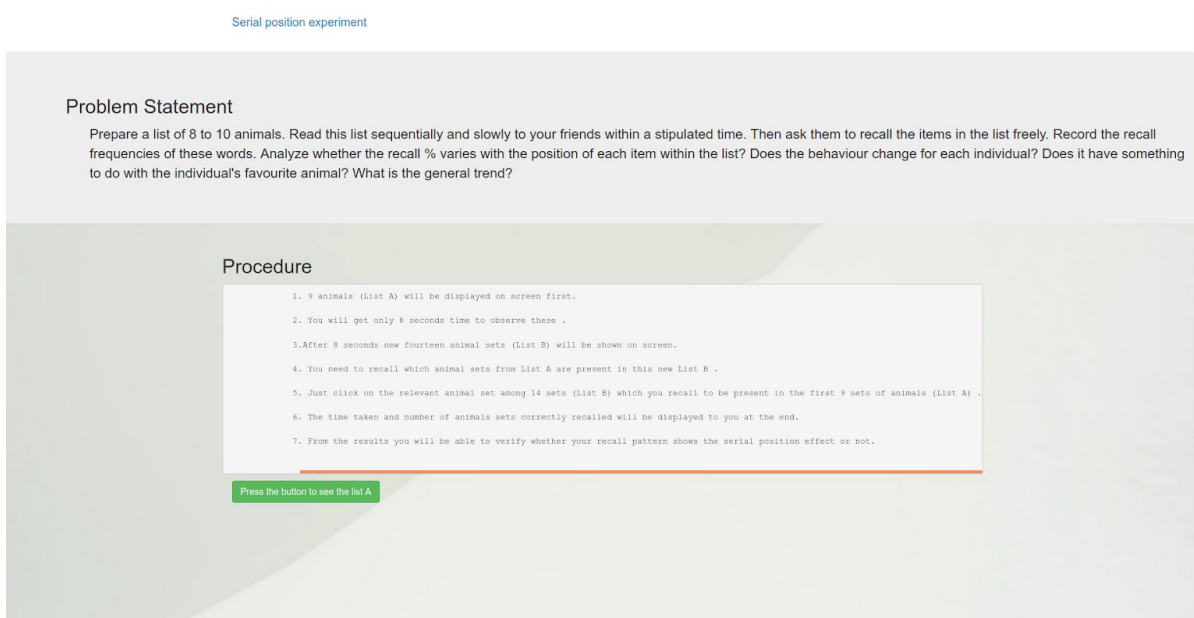 Serial position experiment
Problem Statement
Prepare a list of 8 to 10 animals. Read this list sequentially and slowly to your friends within a stipulated time. Then ask them to recall the items in the list freely. Record the recall
frequencies of these words. Analyze whether the recall % varies with the position of each item within the list? Does the behaviour change for each individual? Does it have something
to do with the individual's favourite animal? What is the general trend?
Procedure
1. 9 animals (List A) will be displayed on screen first.
2. You will get only 8 seconds time to observe these .
3.After 8 seconds new fourteen animal sets (List B) will be shown on screen.
4. You need to recall which animal sets from List A are present in this new List B .
5. Just click on the relevant animal set among 14 sets (List B) which you recall to be present in the first 9 sets of animals (List A) .
6. The time taken and number of animals sets correctly recalled will be displayed to you at the end.
7. From the results you will be able to verify whether your recall pattern shows the serial position effect or not.
Press the button to see the list A